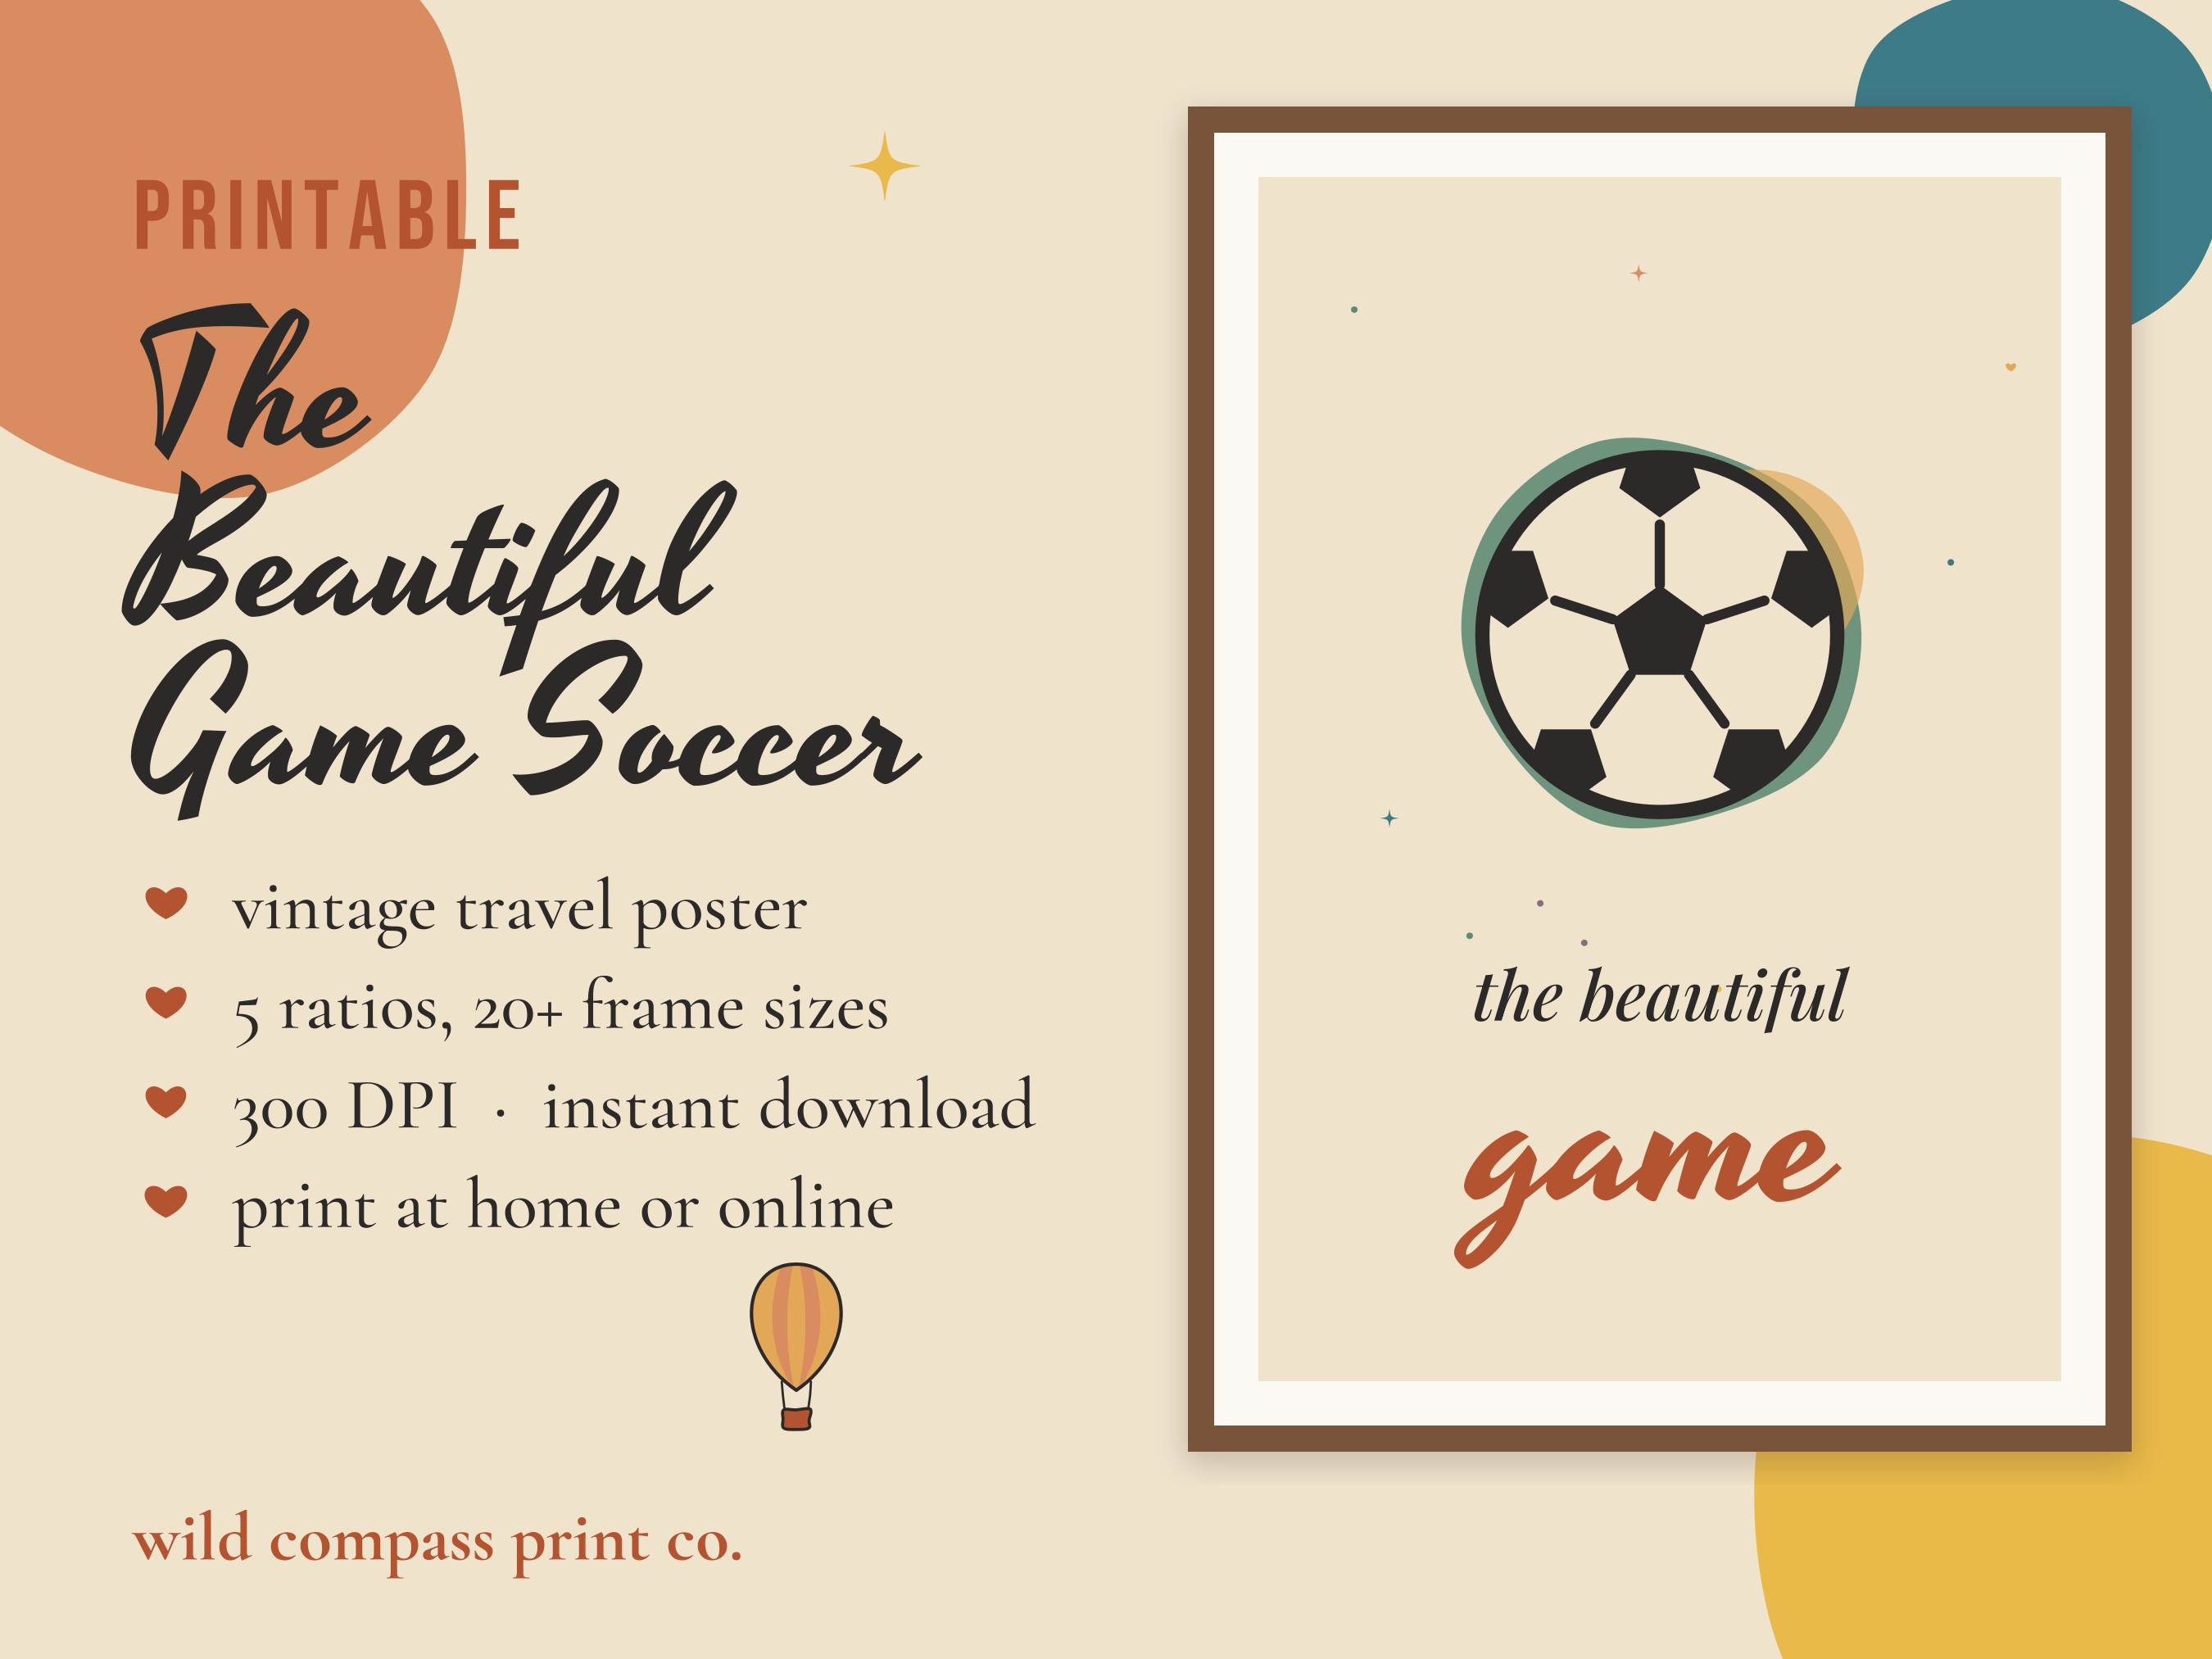 PRINTABLE
The
Beautiful
Game Soccer
vintage travel poster
5 ratios, 20+ frame sizes
300 DPI · instant download
print at home or online
wild compass print co.
the beautiful
game